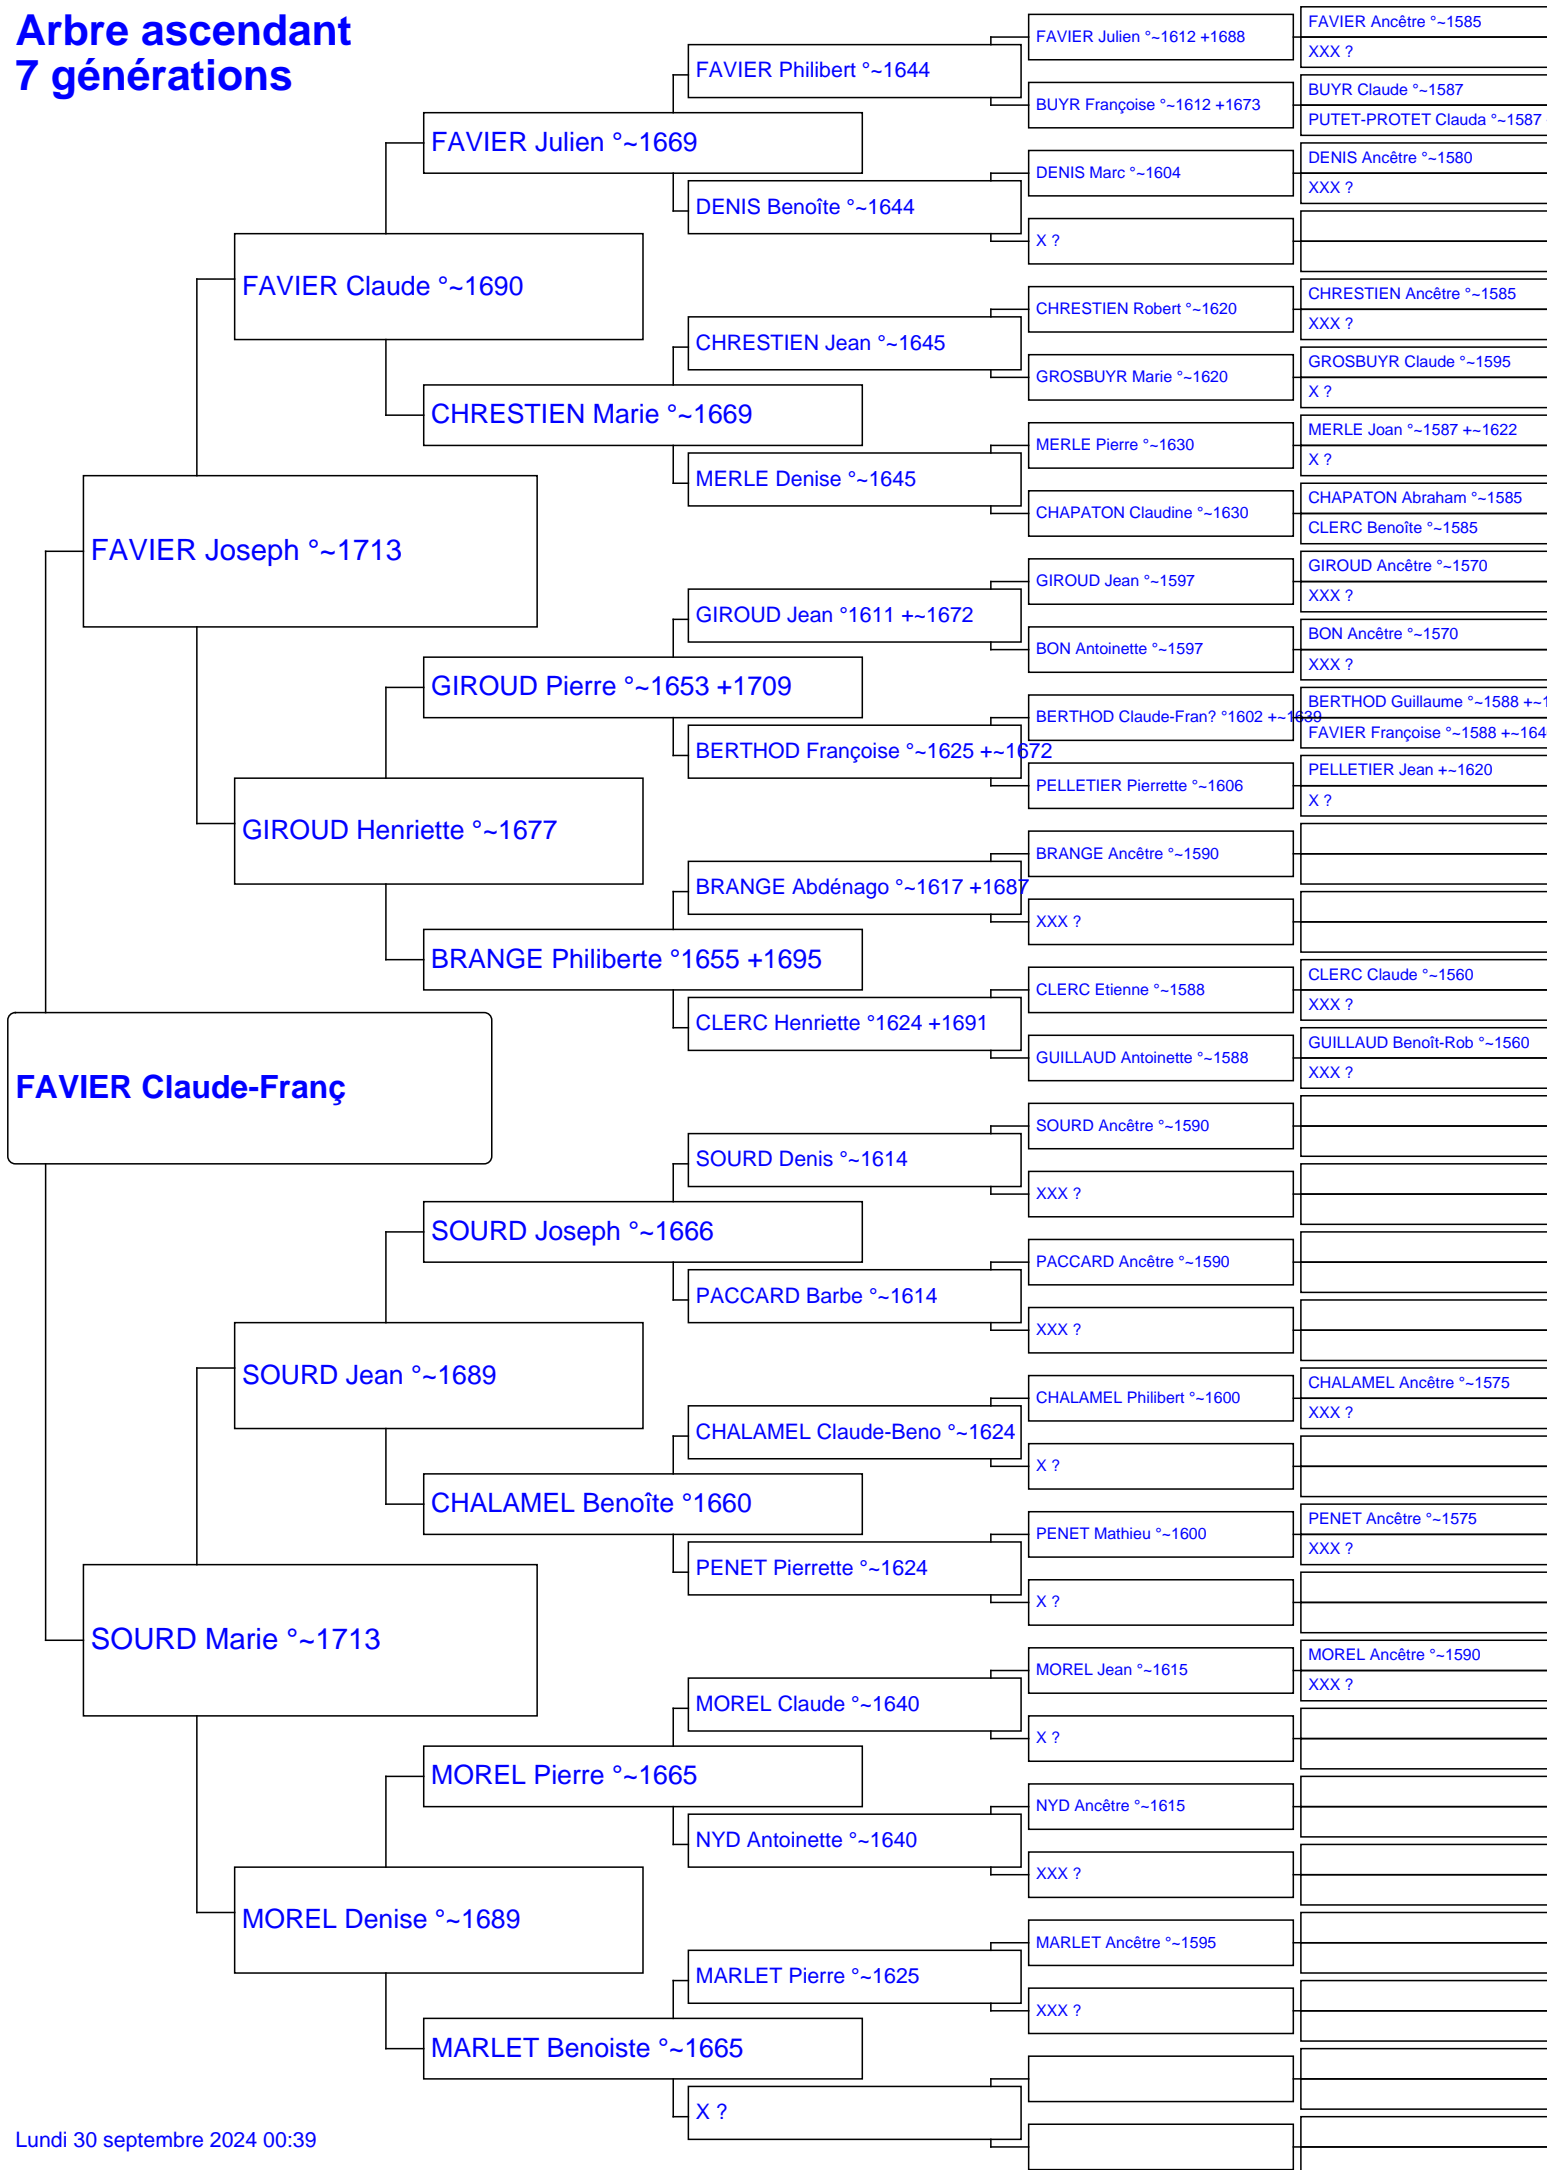 Arbre ascendant
7 générations
FAVIER Claude-Franç
FAVIER Joseph °~1713
SOURD Marie °~1713
FAVIER Claude °~1690
GIROUD Henriette °~1677
SOURD Jean °~1689
MOREL Denise °~1689
FAVIER Julien °~1669
CHRESTIEN Marie °~1669
GIROUD Pierre °~1653 +1709
BRANGE Philiberte °1655 +1695
SOURD Joseph °~1666
CHALAMEL Benoîte °1660
MOREL Pierre °~1665
MARLET Benoiste °~1665
FAVIER Philibert °~1644
DENIS Benoîte °~1644
CHRESTIEN Jean °~1645
MERLE Denise °~1645
GIROUD Jean °1611 +~1672
BERTHOD Françoise °~1625 +~1672
BRANGE Abdénago °~1617 +1687
CLERC Henriette °1624 +1691
SOURD Denis °~1614
PACCARD Barbe °~1614
CHALAMEL Claude-Beno °~1624
PENET Pierrette °~1624
MOREL Claude °~1640
NYD Antoinette °~1640
MARLET Pierre °~1625
X ?
FAVIER Julien °~1612 +1688
BUYR Françoise °~1612 +1673
DENIS Marc °~1604
X ?
CHRESTIEN Robert °~1620
GROSBUYR Marie °~1620
MERLE Pierre °~1630
CHAPATON Claudine °~1630
GIROUD Jean °~1597
BON Antoinette °~1597
BERTHOD Claude-Fran? °1602 +~1639
PELLETIER Pierrette °~1606
BRANGE Ancêtre °~1590
XXX ?
CLERC Etienne °~1588
GUILLAUD Antoinette °~1588
SOURD Ancêtre °~1590
XXX ?
PACCARD Ancêtre °~1590
XXX ?
CHALAMEL Philibert °~1600
X ?
PENET Mathieu °~1600
X ?
MOREL Jean °~1615
X ?
NYD Ancêtre °~1615
XXX ?
MARLET Ancêtre °~1595
XXX ?
FAVIER Ancêtre °~1585
XXX ?
BUYR Claude °~1587
PUTET-PROTET Clauda °~1587
DENIS Ancêtre °~1580
XXX ?
CHRESTIEN Ancêtre °~1585
XXX ?
GROSBUYR Claude °~1595
X ?
MERLE Joan °~1587 +~1622
X ?
CHAPATON Abraham °~1585
CLERC Benoîte °~1585
GIROUD Ancêtre °~1570
XXX ?
BON Ancêtre °~1570
XXX ?
BERTHOD Guillaume °~1588 +~1
FAVIER Françoise °~1588 +~164
PELLETIER Jean +~1620
X ?
CLERC Claude °~1560
XXX ?
GUILLAUD Benoît-Rob °~1560
XXX ?
CHALAMEL Ancêtre °~1575
XXX ?
PENET Ancêtre °~1575
XXX ?
MOREL Ancêtre °~1590
XXX ?
Lundi 30 septembre 2024 00:39